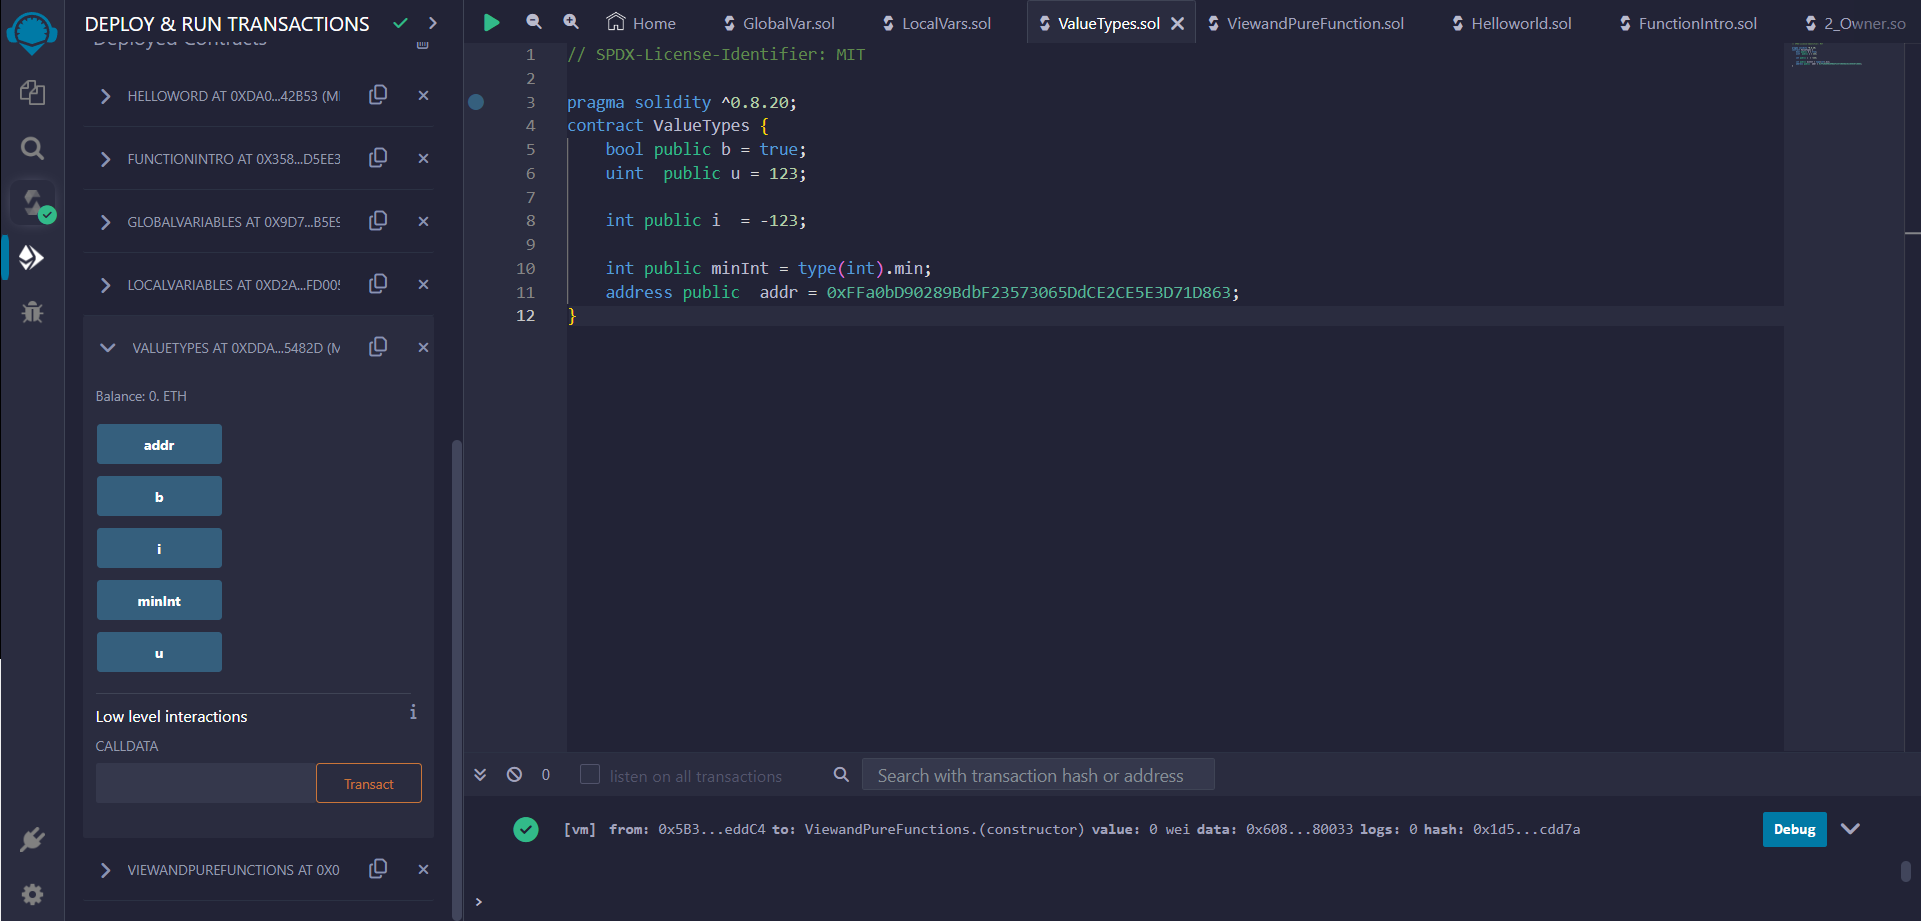 DEPLOY & RUN TRANSACTIONS
Deployed Contracts
HELLOWORD AT 0XDA0...42B53 (M
FUNCTIONINTRO AT 0X358...D5EE3
GLOBALVARIABLES AT 0X9D7...B5E9
LOCALVARIABLES AT 0XD2A...FD005
VALUETYPES AT 0XDDA...5482D (M
Balance: 0. ETH
addr
b
i
minInt
u
Low level interactions
i
CALLDATA
Transact
VIEWANDPUREFUNCTIONS AT 0X0
Home GlobalVar.sol LocalVars.sol ValueTypes.sol ViewandPureFunction.sol Helloworld.sol FunctionIntro.sol 2_Owner.so
1 // SPDX-License-Identifier: MIT
2
3 pragma solidity ^0.8.20;
4 contract ValueTypes {
5 bool public b = true;
6 uint  public u = 123;
7
8 int public i  = -123;
9
10 int public minInt = type(int).min;
11 address public  addr = 0xFFa0bD90289BdbF23573065DdCE2CE5E3D71D863;
12 }
0 listen on all transactions Search with transaction hash or address
[vm] from: 0x5B3...eddC4 to: ViewandPureFunctions.(constructor) value: 0 wei data: 0x608...80033 logs: 0 hash: 0x1d5...cdd7a Debug
>